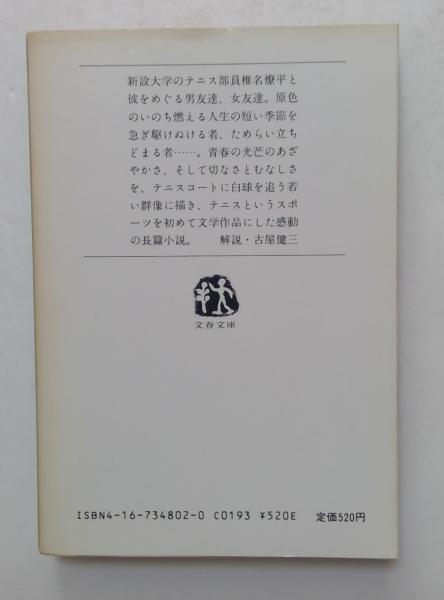 新設大学のテニス部員椎名燎平と
彼をめぐる男友達、女友達。原色
のいのち燃える人生の短い季節を
急ぎ駆けぬける者、ためらい立ち
どまる者……。青春の光芒のあざ
やかさ、そして切なさとむなしさ
を、テニスコートに白球を追う若
い群像に描き、テニスというスポ
ーツを初めて文学作品にした感動
の長篇小説。 解説・古屋健三
文春文庫
ISBN4-16-734802-0 C0193 ¥520E 定価520円